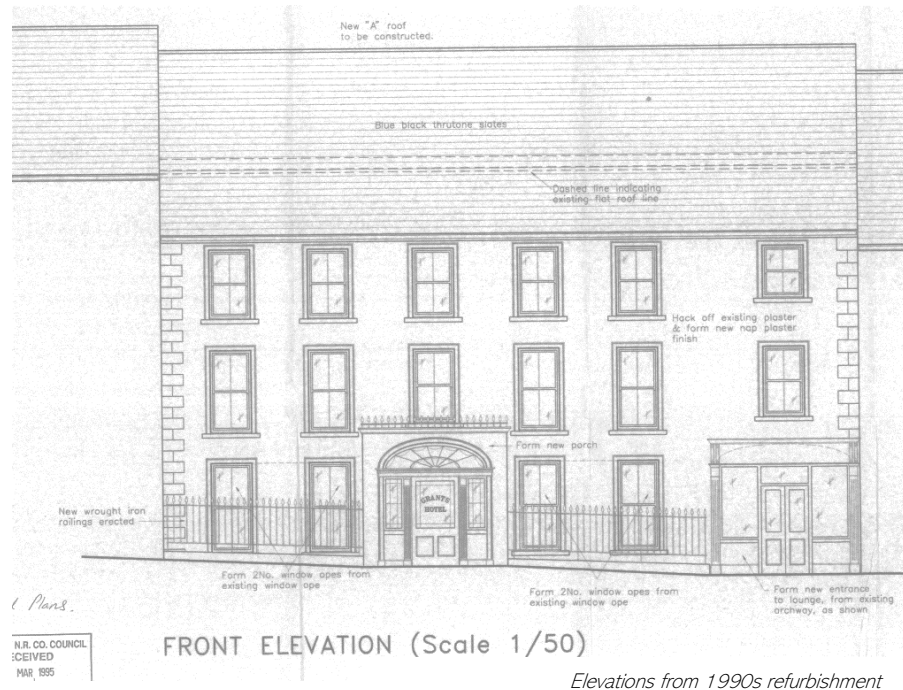 New "A" roof
to be constructed.
Blue black thrutone slates
Dashed line indicating
existing flat roof line
Hack off existing plaster
& form new nap plaster
finish
Form new porch
GRANTS
HOTEL
New wrought iron
railings erected
Form 2No. window opes from
existing window ope
Form 2No. window opes from
existing window ope
Form new entrance
to lounge, from existing
archway, as shown
Plans.
N.R. CO. COUNCIL
ECEIVED
MAR 1995
FRONT ELEVATION (Scale 1/50)
Elevations from 1990s refurbishment